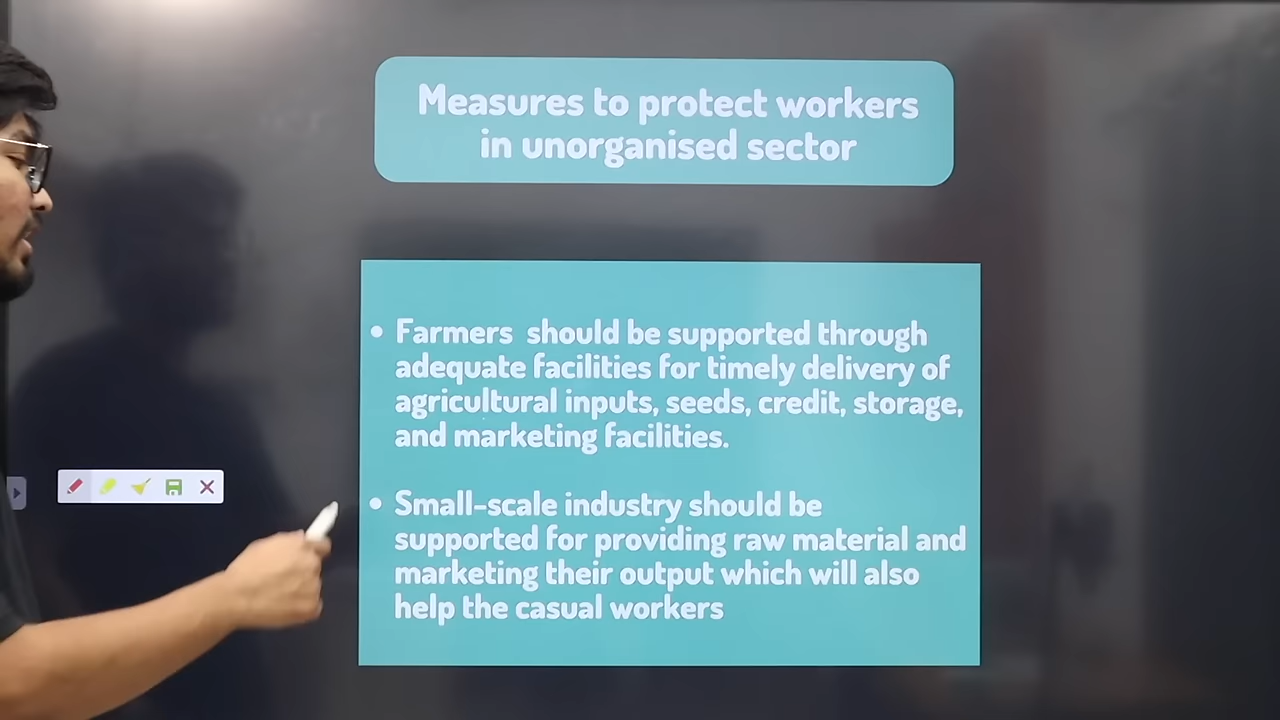 Measures to protect workers
in unorganised sector
• Farmers should be supported through
adequate facilities for timely delivery of
agricultural inputs, seeds, credit, storage,
and marketing facilities.
• Small-scale industry should be
supported for providing raw material and
marketing their output which will also
help the casual workers